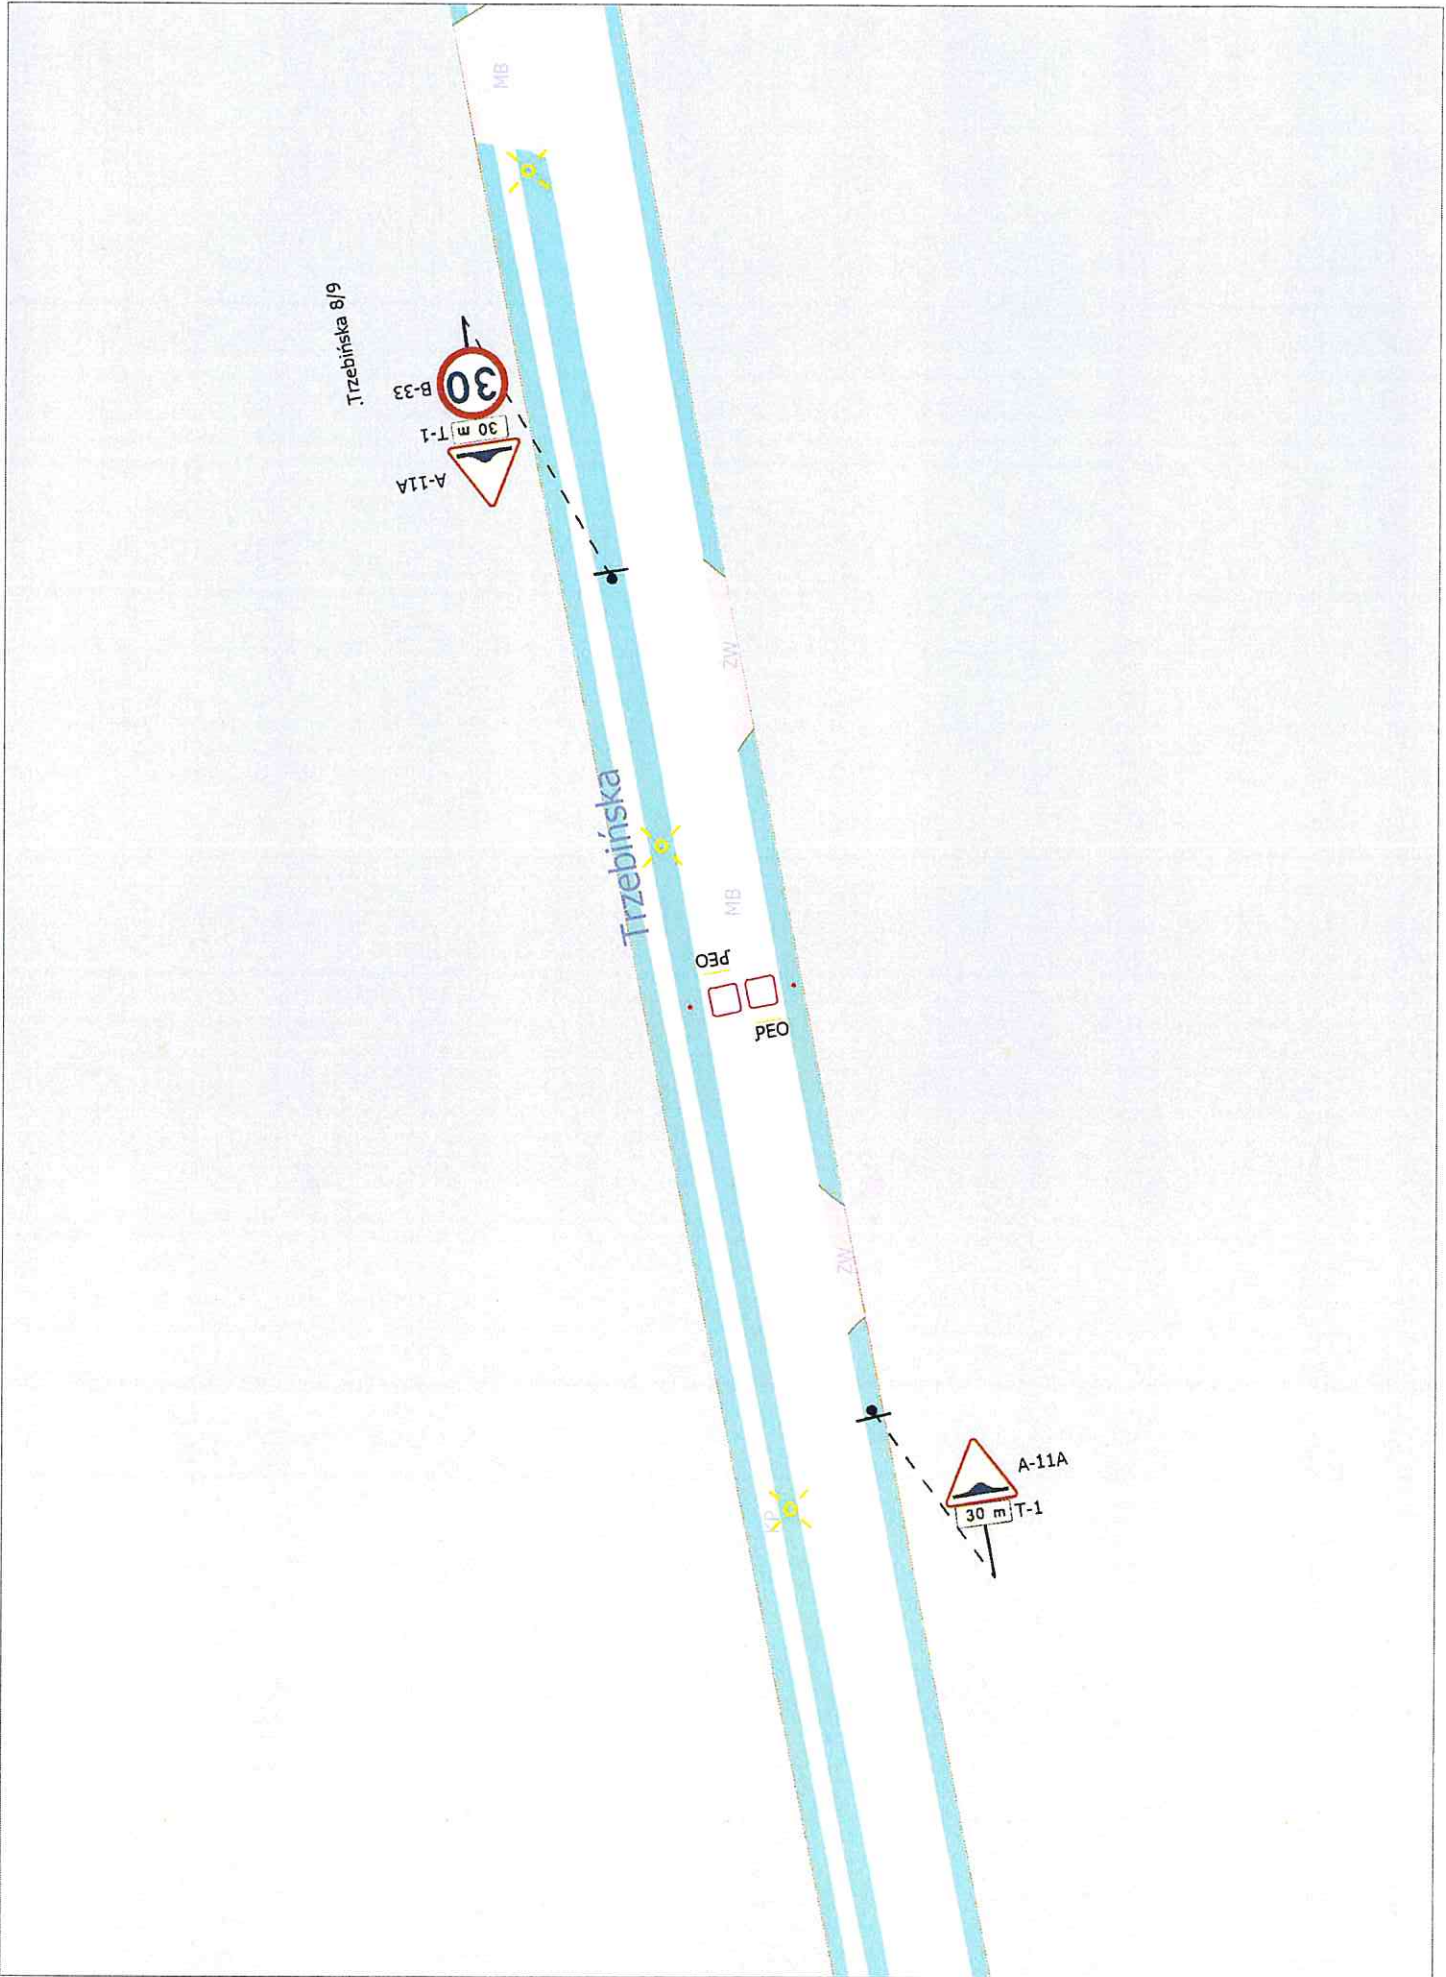 MB
.Trzebińska 8/9
B-33
30
T-1
30 m
A-11A
ZW
Trzebińska
MB
PEO
PEO
ZW
A-11A
30 m
T-1
KP